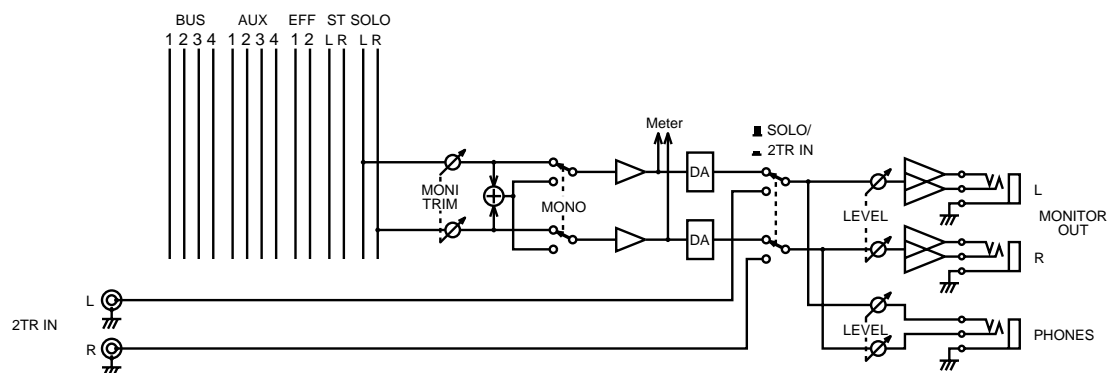 BUS AUX EFF ST SOLO
1 2 3 4 1 2 3 4 1 2 L R L R
Meter
SOLO/
2TR IN
MONI
TRIM
MONO
DA
LEVEL
L
MONITOR
OUT
DA
R
L
2TR IN
R
LEVEL
PHONES